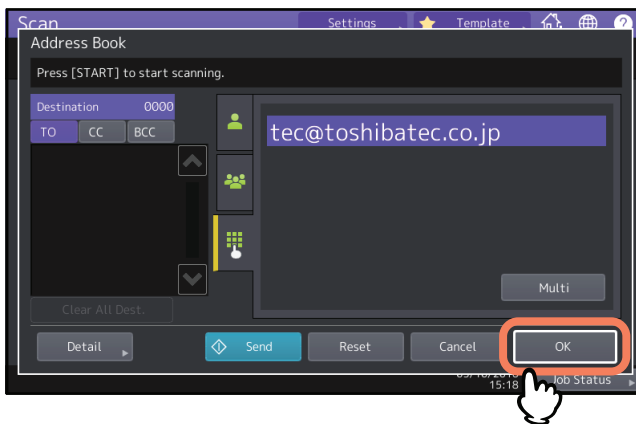 Scan
Settings
Template
?
Address Book
Press [START] to start scanning.
Destination 0000
TO CC BCC
tec@toshibatec.co.jp
Multi
Clear All Dest.
Detail Send Reset Cancel OK
15:18 Job Status